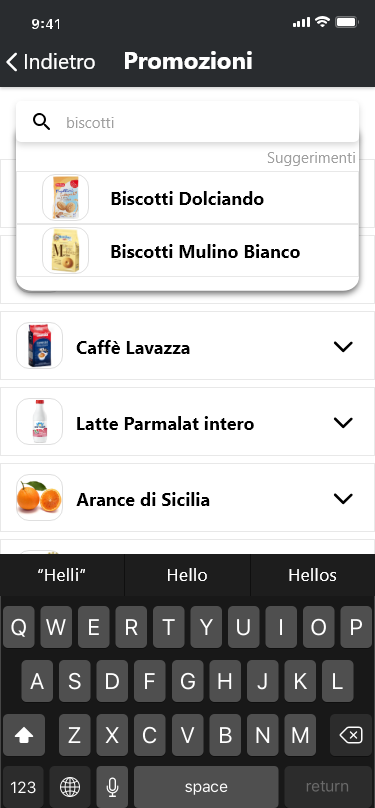 9:41
Indietro Promozioni
biscotti
Suggerimenti
Biscotti Dolciando
Biscotti Mulino Bianco
Caffè Lavazza
Latte Parmalat intero
Arance di Sicilia
“Helli” Hello Hellos
Q W E R T Y U I O P
A S D F G H J K L
Z X C V B N M
123 space return